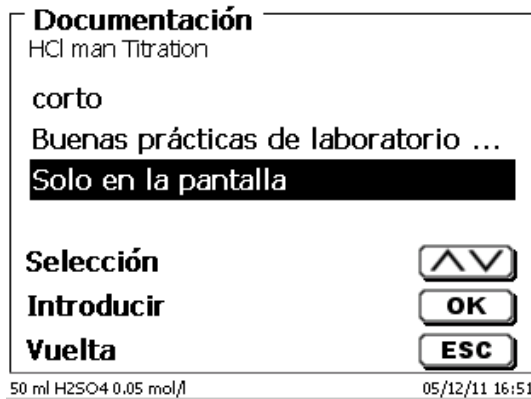 Documentación
HCl man Titration
corto
Buenas prácticas de laboratorio ...
Solo en la pantalla
Selección
Introducir OK
Vuelta ESC
50 ml H2SO4 0.05 mol/l 05/12/11 16:51